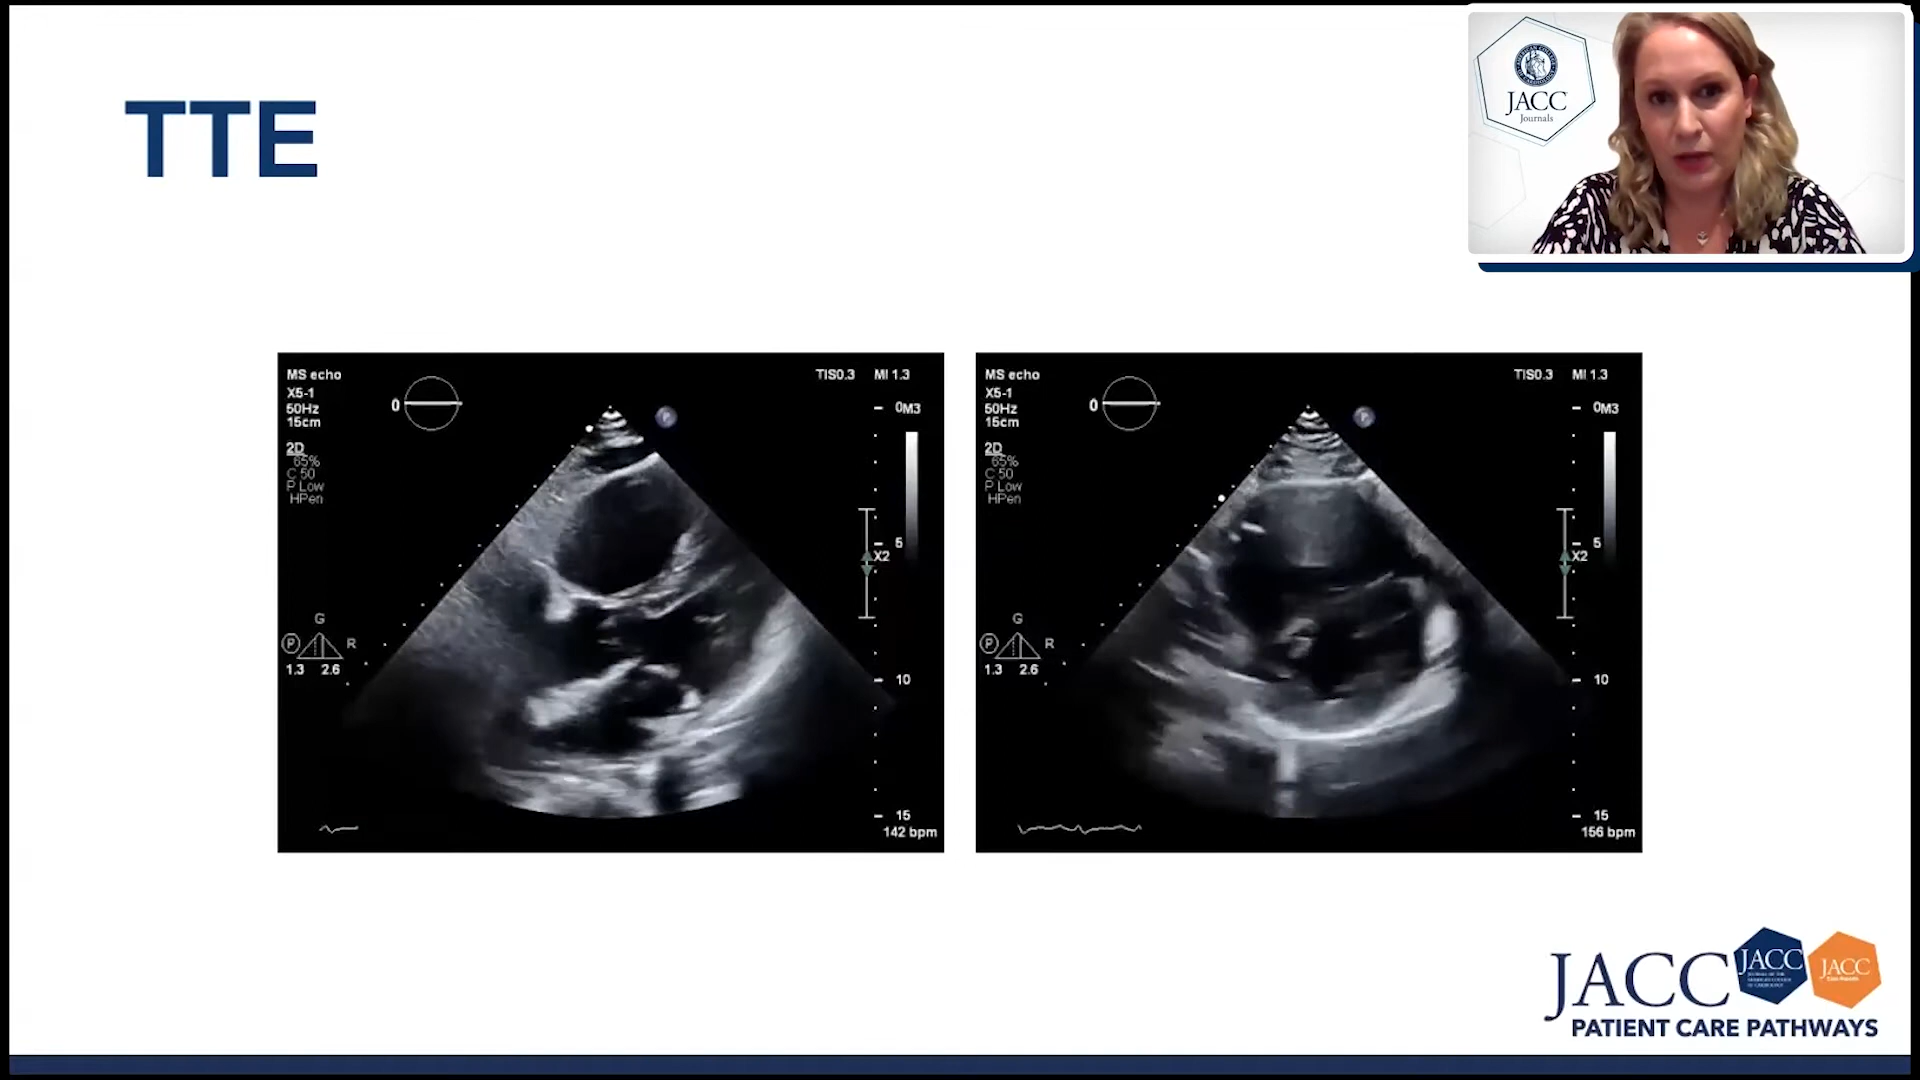 TTE
JACC
Journals
MS echo
X5-1
50Hz
15cm
2D
65%
C 50
P Low
HPen
0
P
TIS0.3 MI 1.3
0M3
5
X2
10
15
142 bpm
G
P R
1.3 2.6
MS echo
X5-1
50Hz
15cm
2D
65%
C 50
P Low
HPen
0
P
TIS0.3 MI 1.3
0M3
5
X2
10
15
156 bpm
G
P R
1.3 2.6
JACC
JACC
JACC
PATIENT CARE PATHWAYS